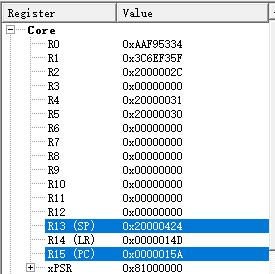 Register Value
Core
R0 0xAAF95334
R1 0x3C6EF35F
R2 0x2000002C
R3 0x00000000
R4 0x20000031
R5 0x20000030
R6 0x00000000
R7 0x00000000
R8 0x00000000
R9 0x00000000
R10 0x00000000
R11 0x00000000
R12 0x00000000
R13 (SP) 0x20000424
R14 (LR) 0x0000014D
R15 (PC) 0x0000015A
xPSR 0x81000000